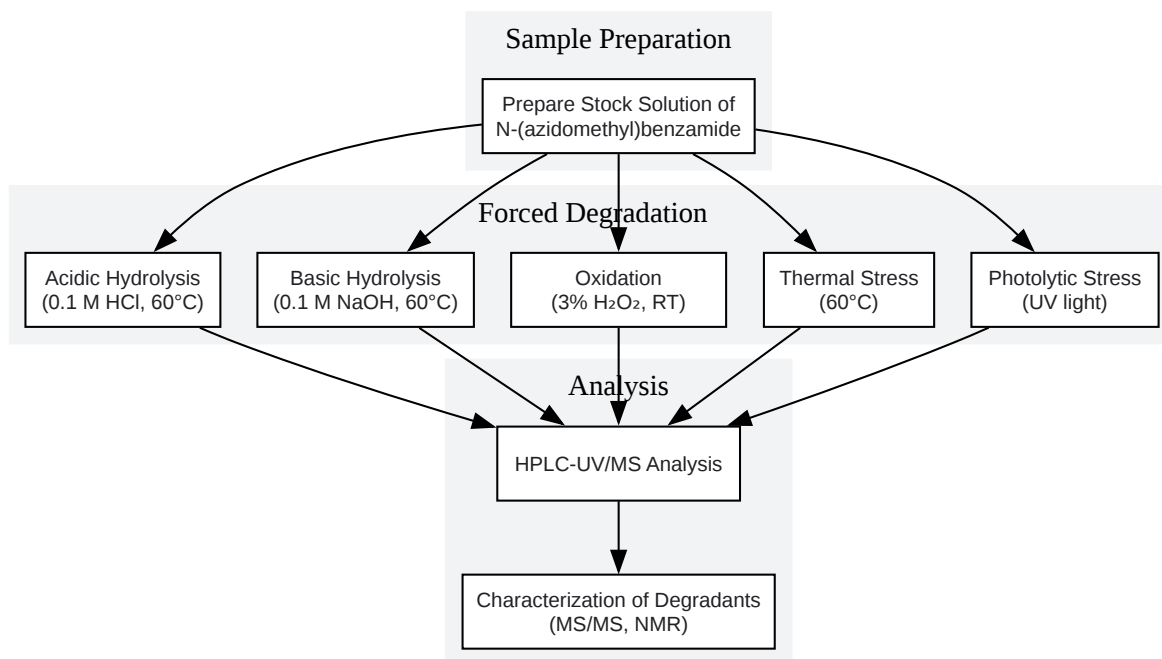 Sample Preparation
Prepare Stock Solution of
N-(azidomethyl)benzamide
Forced Degradation
Acidic Hydrolysis
(0.1 M HCl, 60°C)
Basic Hydrolysis
(0.1 M NaOH, 60°C)
Oxidation
(3% H₂O₂, RT)
Thermal Stress
(60°C)
Photolytic Stress
(UV light)
Analysis
HPLC-UV/MS Analysis
Characterization of Degradants
(MS/MS, NMR)